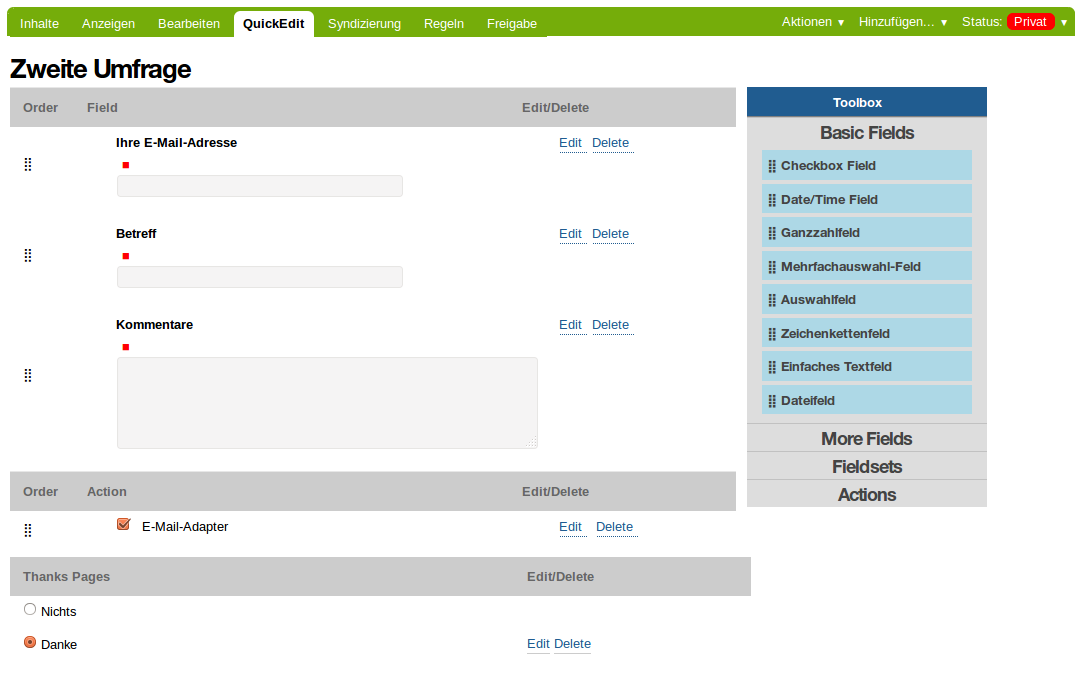 Inhalte Anzeigen Bearbeiten QuickEdit Syndizierung Regeln Freigabe Aktionen ▼ Hinzufügen... ▼ Status: Privat ▼
Zweite Umfrage
Order Field Edit/Delete
Ihre E-Mail-Adresse Edit Delete
Betreff Edit Delete
Kommentare Edit Delete
Order Action Edit/Delete
E-Mail-Adapter Edit Delete
Thanks Pages Edit/Delete
Nichts
Danke Edit Delete
Toolbox
Basic Fields
Checkbox Field
Date/Time Field
Ganzzahlfeld
Mehrfachauswahl-Feld
Auswahlfeld
Zeichenkettenfeld
Einfaches Textfeld
Dateifeld
More Fields
Fieldsets
Actions